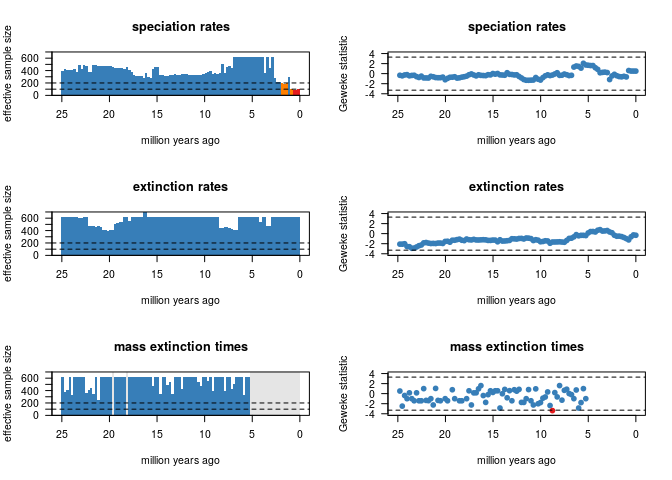 speciation rates
effective sample size
600
400
200
0
25 20 15 10 5 0
million years ago
speciation rates
Geweke statistic
4
2
0
-2
-4
25 20 15 10 5 0
million years ago
extinction rates
effective sample size
600
400
200
0
25 20 15 10 5 0
million years ago
extinction rates
Geweke statistic
4
2
0
-2
-4
25 20 15 10 5 0
million years ago
mass extinction times
effective sample size
600
400
200
0
25 20 15 10 5 0
million years ago
mass extinction times
Geweke statistic
4
2
0
-2
-4
25 20 15 10 5 0
million years ago